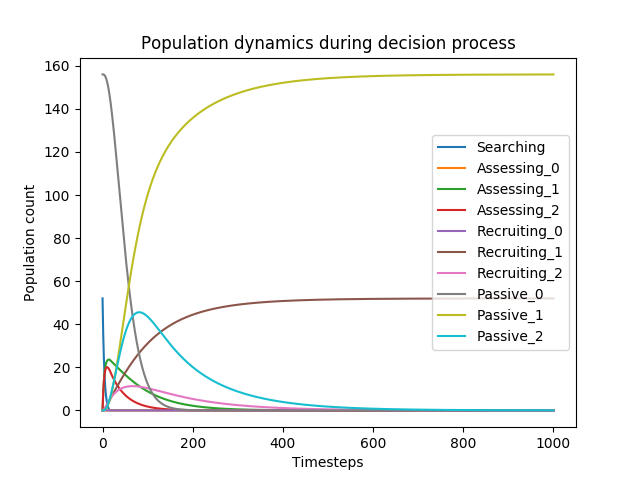 Population dynamics during decision process
160
140
120
100
80
60
40
20
0
Population count
Searching
Assessing_0
Assessing_1
Assessing_2
Recruiting_0
Recruiting_1
Recruiting_2
Passive_0
Passive_1
Passive_2
0 200 400 600 800 1000
Timesteps